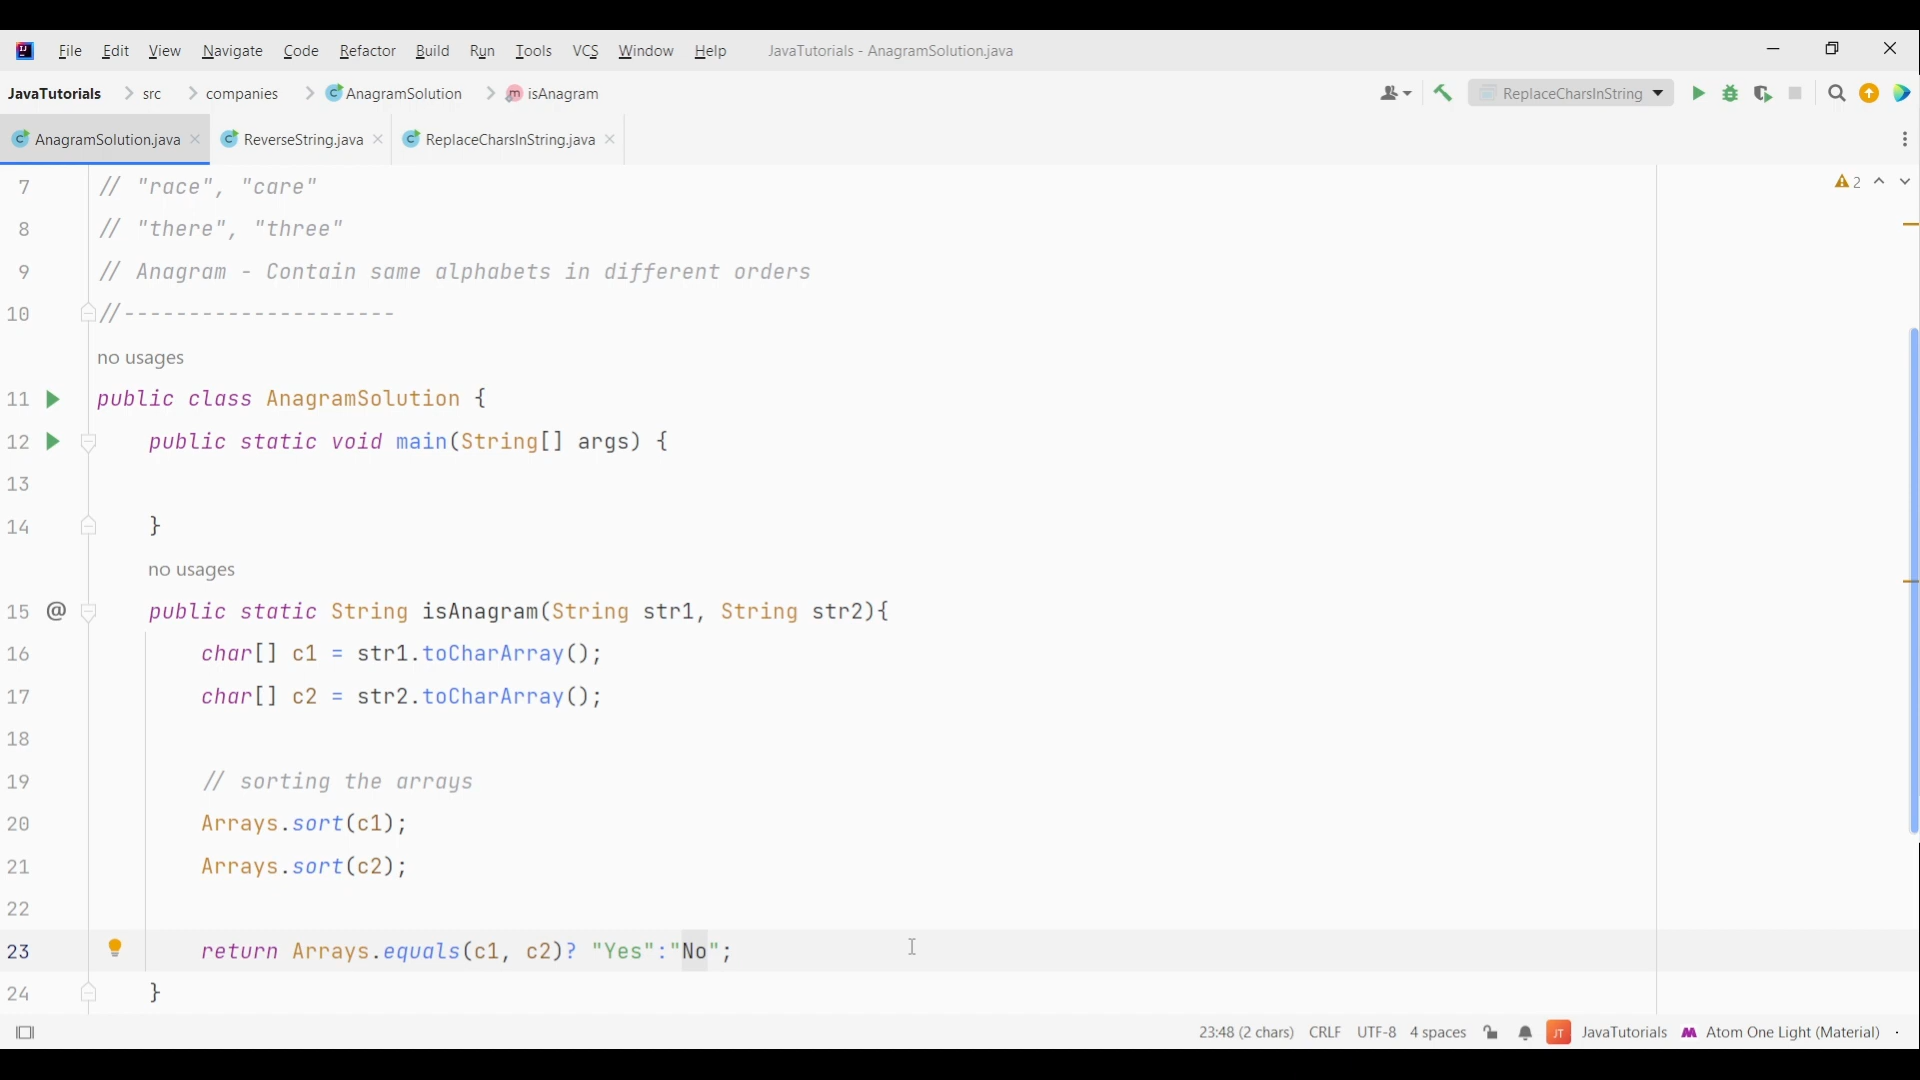 File Edit View Navigate Code Refactor Build Run Tools VCS Window Help JavaTutorials - AnagramSolution.java
JavaTutorials src companies AnagramSolution isAnagram ReplaceCharsInString
AnagramSolution.java ReverseString.java ReplaceCharsInString.java
7 // "race", "care" 2
8 // "there", "three"
9 // Anagram - Contain same alphabets in different orders
10 //---------------------
no usages
11 public class AnagramSolution {
12 public static void main(String[] args) {
13
14 }
no usages
15 @ public static String isAnagram(String str1, String str2){
16 char[] c1 = str1.toCharArray();
17 char[] c2 = str2.toCharArray();
18
19 // sorting the arrays
20 Arrays.sort(c1);
21 Arrays.sort(c2);
22
23 return Arrays.equals(c1, c2)? "Yes":"No";
24 }
23:48 (2 chars) CRLF UTF-8 4 spaces JT JavaTutorials Atom One Light (Material)